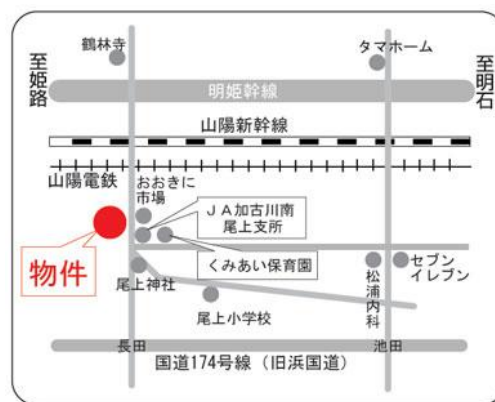 鶴林寺
タマホーム
至姫路
至明石
明姫幹線
山陽新幹線
山陽電鉄
おおきに
市場
JA加古川南
尾上支所
物件
くみあい保育園
尾上神社
松浦内科
セブン
イレブン
尾上小学校
長田
池田
国道174号線（旧浜国道）